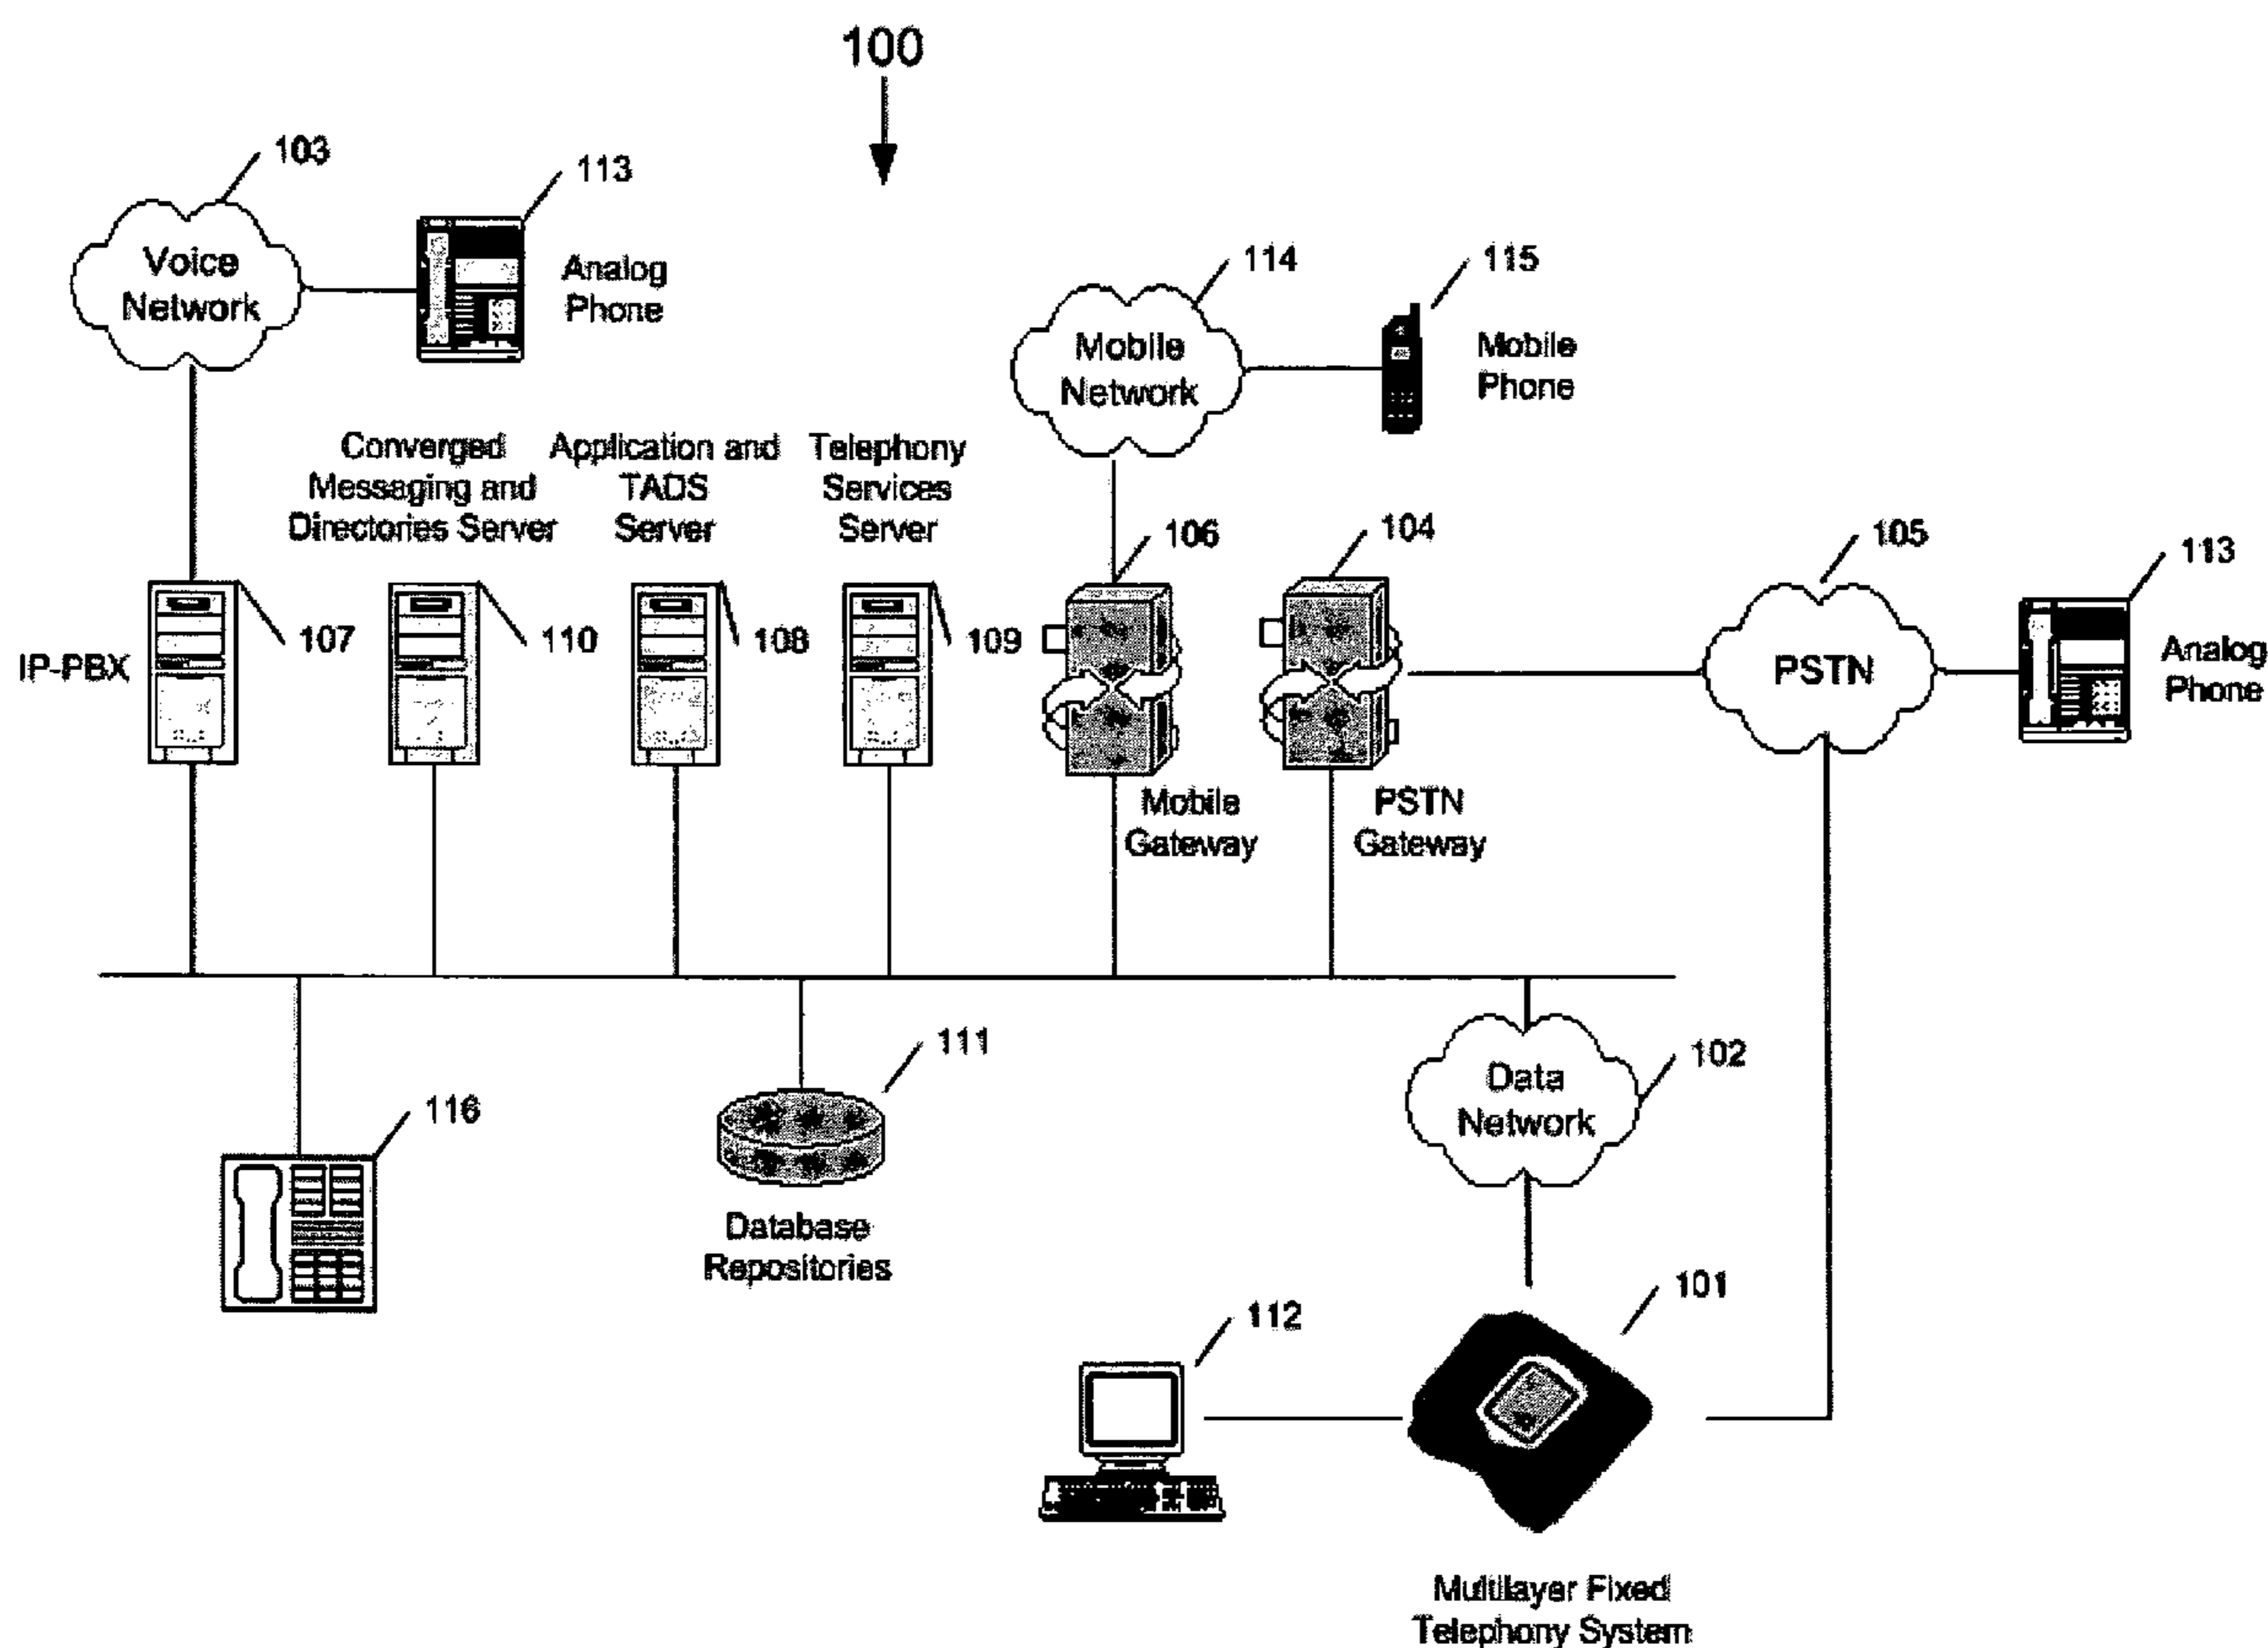 100
103
113
Voice
Network
Analog
Phone
114
115
Mobile
Network
Mobile
Phone
Converged
Messaging and
Directories Server
Application and
TADS
Server
Telephony
Services
Server
106
104
105
113
IP-PBX
107
110
108
109
PSTN
Analog
Phone
Mobile
Gateway
PSTN
Gateway
111
102
Data
Network
116
Database
Repositories
101
112
Multilayer Fixed
Telephony System